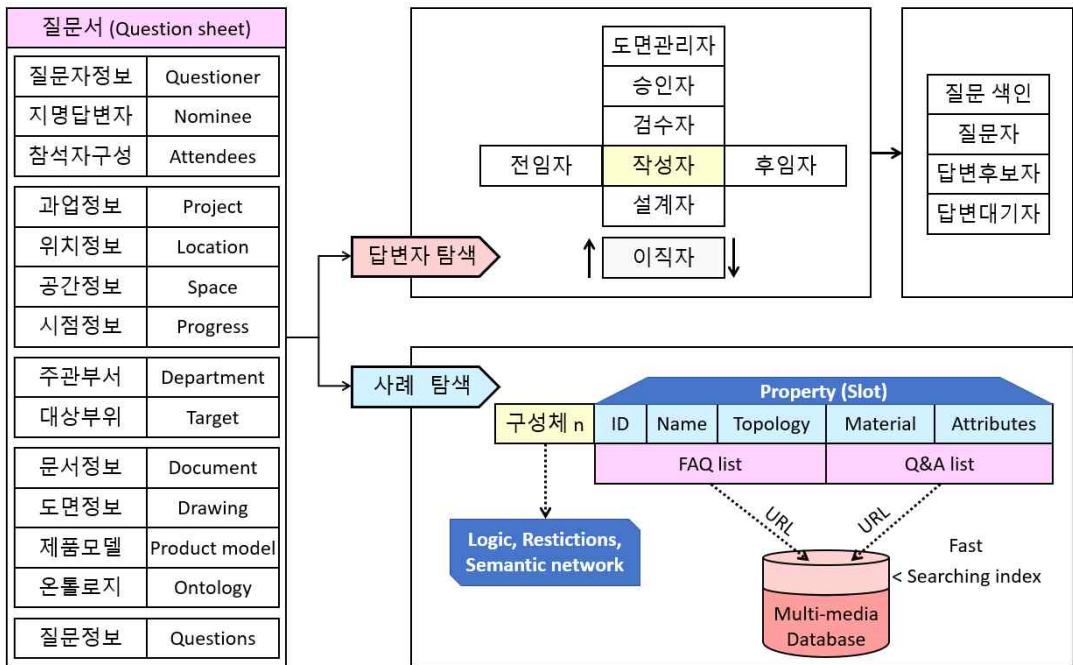 질문서 (Question sheet)
질문자정보 Questioner
지명답변자 Nominee
참석자구성 Attendees
과업정보 Project
위치정보 Location
공간정보 Space
시점정보 Progress
주관부서 Department
대상부위 Target
문서정보 Document
도면정보 Drawing
제품모델 Product model
온톨로지 Ontology
질문정보 Questions
답변자 탐색
도면관리자
승인자
검수자
전임자 작성자 후임자
설계자
이직자
질문 색인
질문자
답변후보자
답변대기자
사례 탐색
Property (Slot)
구성체 n ID Name Topology Material Attributes
FAQ list Q&A list
URL URL
Logic, Restictions,
Semantic network
Fast
< Searching index
Multi-media
Database